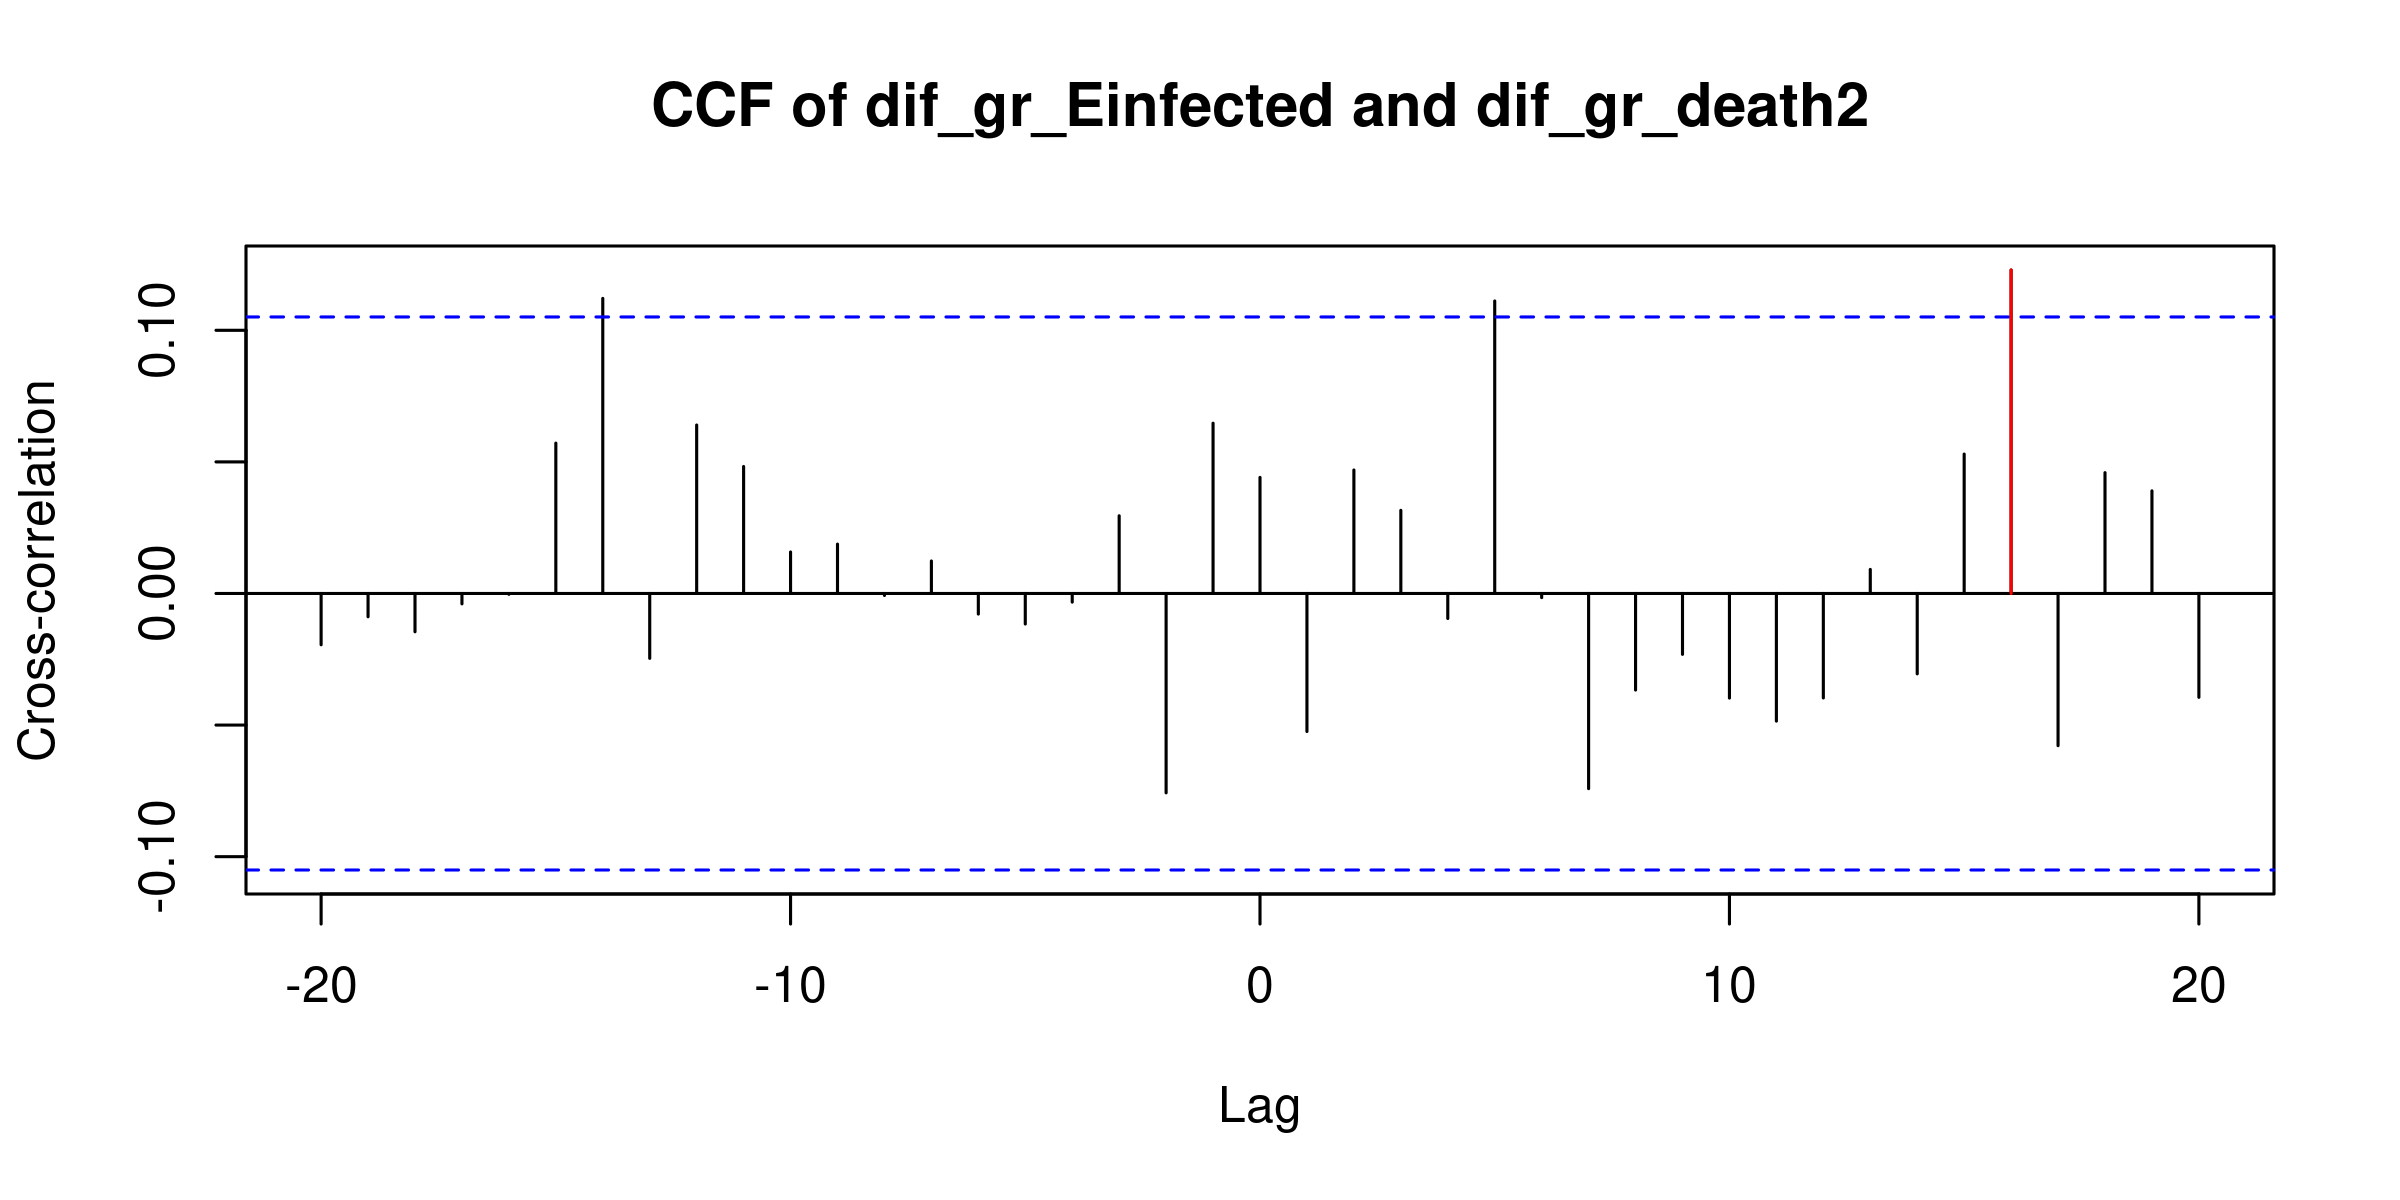 CCF of dif_gr_Einfected and dif_gr_death2
Cross-correlation
0.10
0.00
-0.10
-20 -10 0 10 20
Lag